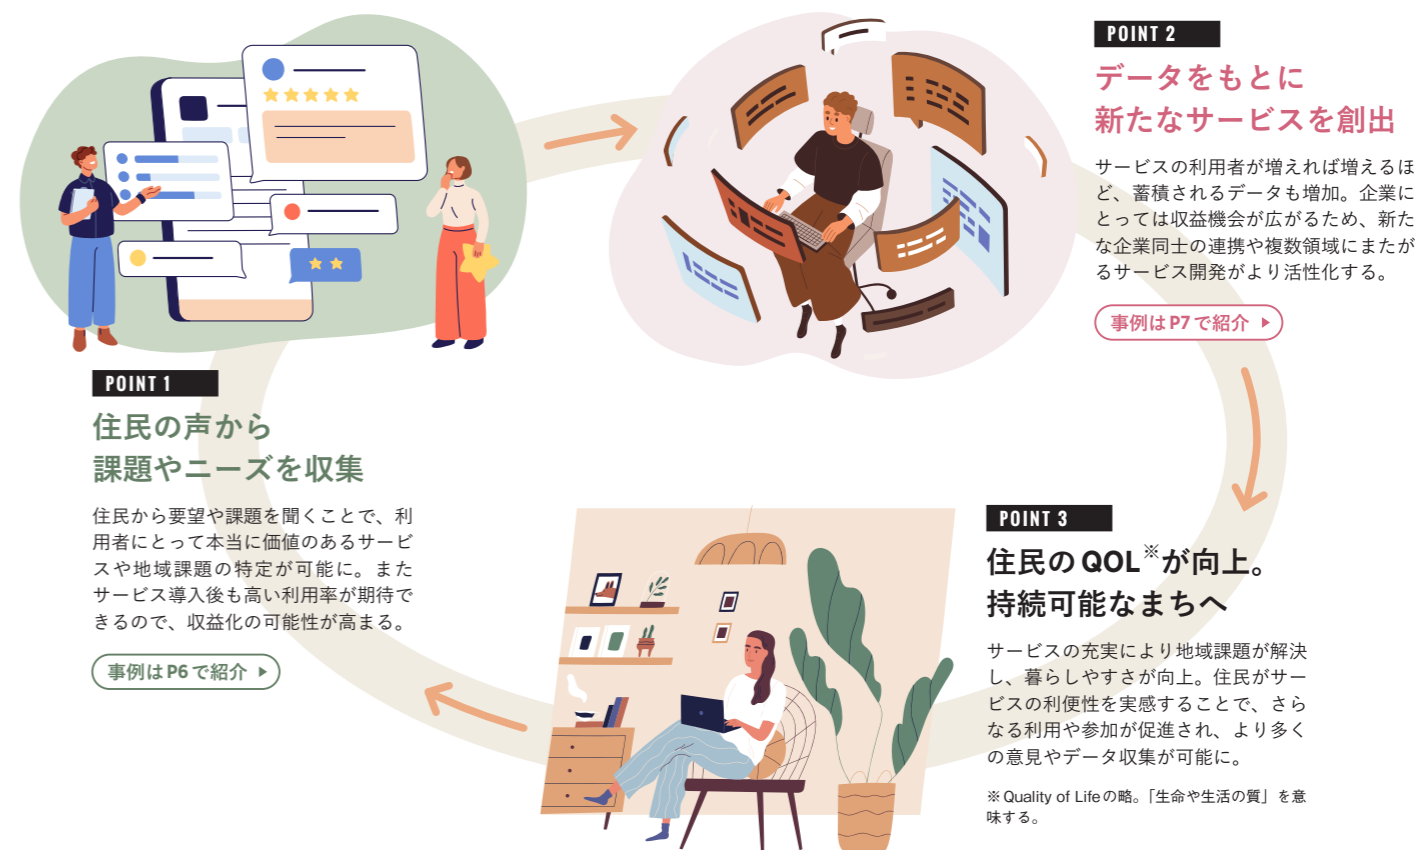 POINT 1
住民の声から
課題やニーズを収集
住民から要望や課題を聞くことで、利
用者にとって本当に価値のあるサービ
スや地域課題の特定が可能に。また
サービス導入後も高い利用率が期待で
きるので、収益化の可能性が高まる。
事例はP6で紹介
POINT 2
データをもとに
新たなサービスを創出
サービスの利用者が増えれば増えるほ
ど、蓄積されるデータも増加。企業に
とっては収益機会が広がるため、新た
な企業同士の連携や複数領域にまたが
るサービス開発がより活性化する。
事例はP7で紹介
POINT 3
住民のQOL※が向上。
持続可能なまちへ
サービスの充実により地域課題が解決
し、暮らしやすさが向上。住民がサー
ビスの利便性を実感することで、さら
なる利用や参加が促進され、より多く
の意見やデータ収集が可能に。
※Quality of Lifeの略。「生命や生活の質」を意
味する。